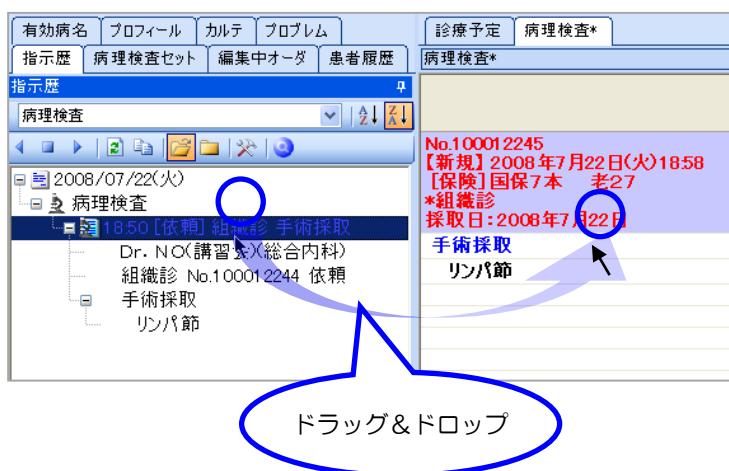 有効病名 プロフィール カルテ プロブレム
指示歴 病理検査セット 編集中オーダ 患者履歴
指示歴
病理検査
2008/07/22(火)
病理検査
18:50 [依頼] 組織診 手術採取
Dr. NO(講習会)(総合内科)
組織診 No.100012244 依頼
手術採取
リンパ節
診療予定 病理検査*
病理検査*
No.100012245
【新規】2008年7月22日(火)18:58
[保険]国保7本 老27
*組織診
採取日:2008年7月22日
手術採取
リンパ節
ドラッグ&ドロップ